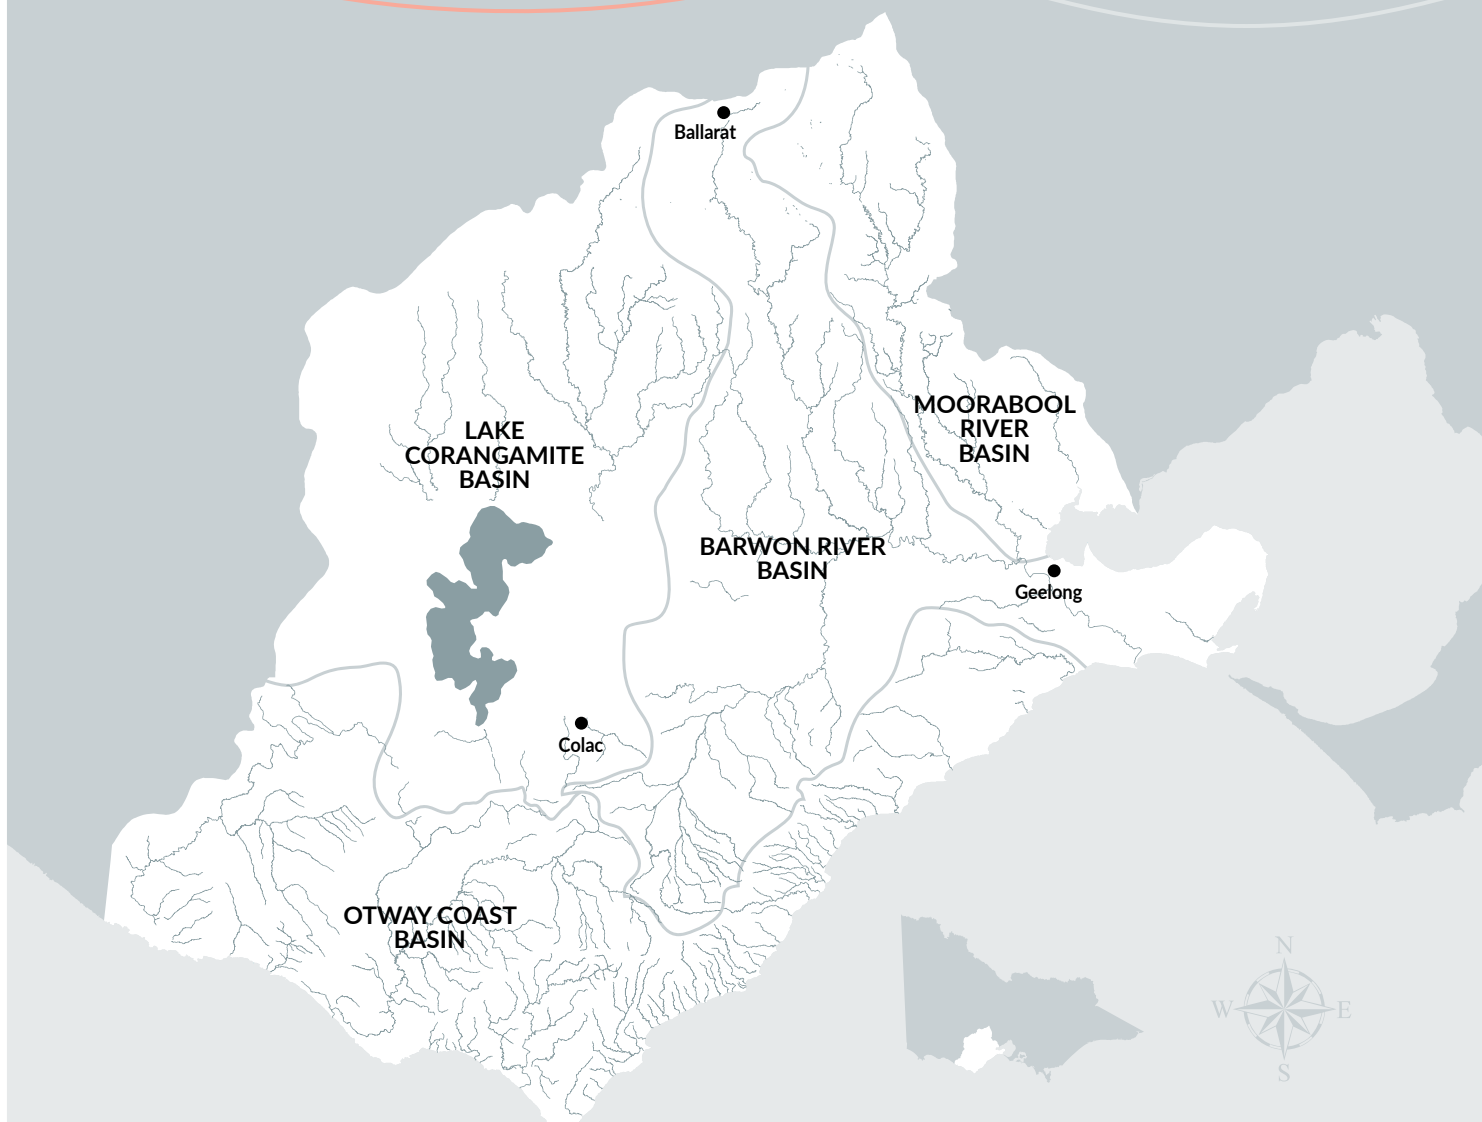 Ballarat
MOORABOOL
RIVER
BASIN
LAKE
CORANGAMITE
BASIN
BARWON RIVER
BASIN
Geelong
Colac
OTWAY COAST
BASIN
N
W
E
S